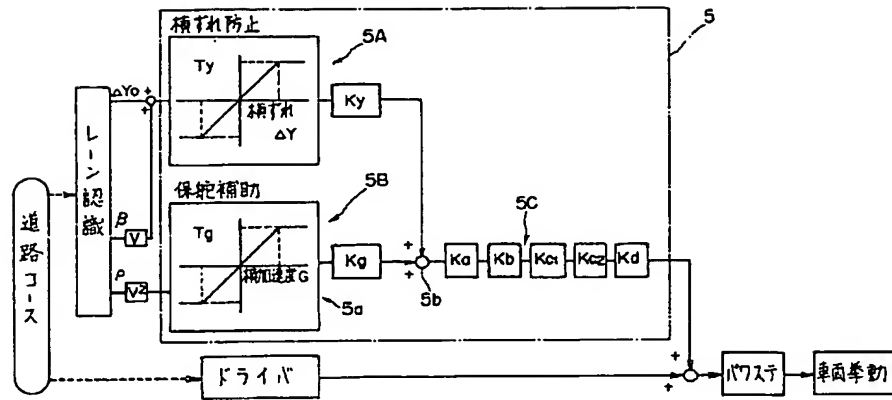 横ずれ防止
5A
5
Ty
横ずれ
ΔY
Ky
ΔYo
+
+
レーン認識
道路コース
β
V
ρ
V²
保舵補助
5B
Tg
横加速度G
5a
Kg
+
+
5b
5C
Ka
Kb
Kc1
Kc2
Kd
ドライバ
+
+
パワステ
車両挙動